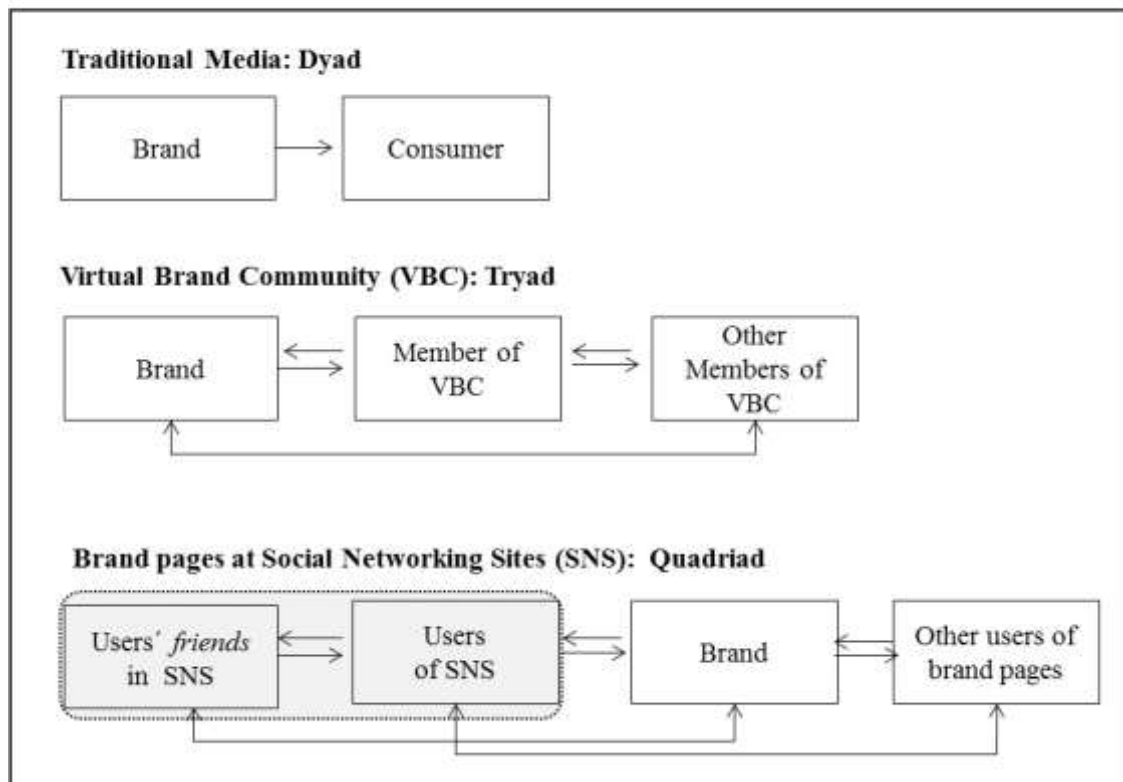 Traditional Media: Dyad
Brand
Consumer
Virtual Brand Community (VBC): Tryad
Brand
Member of
VBC
Other
Members of
VBC
Brand pages at Social Networking Sites (SNS): Quadriad
Users´ friends
in SNS
Users
of SNS
Brand
Other users of
brand pages